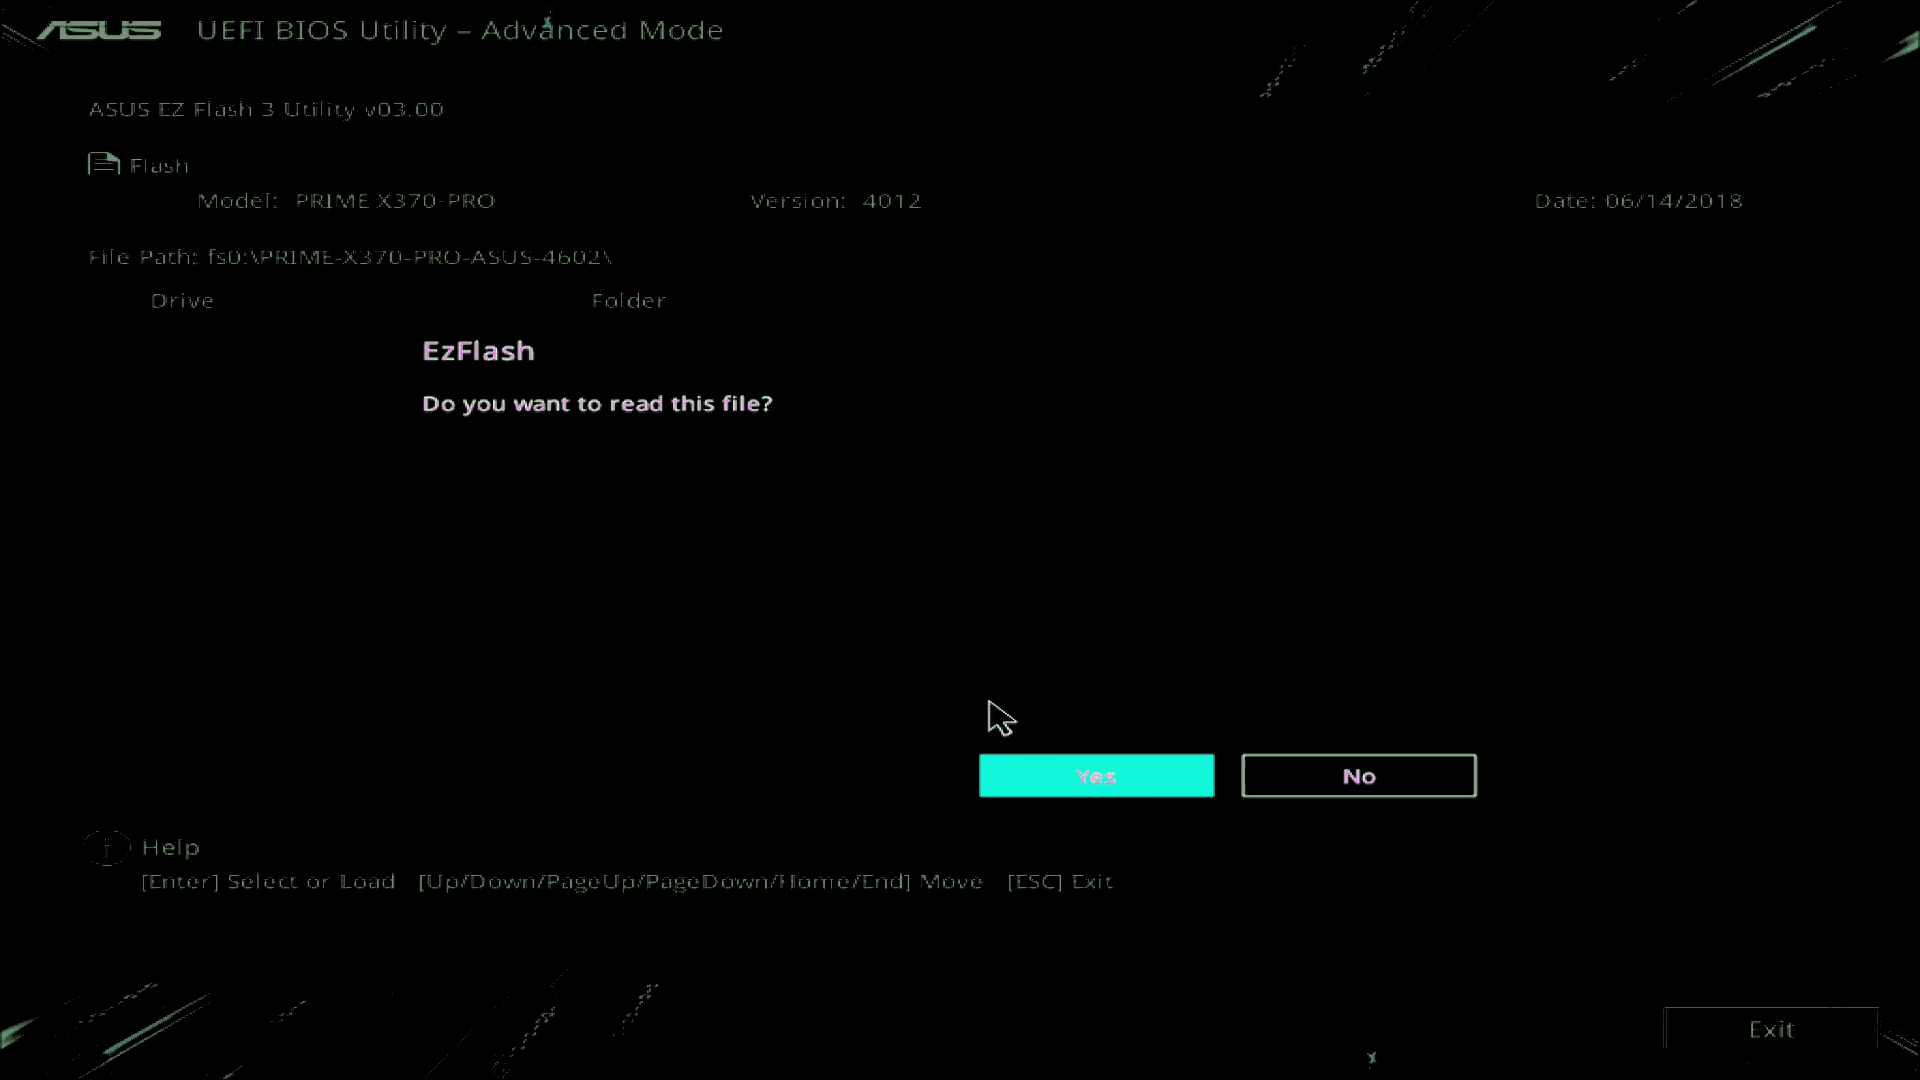 ASUS UEFI BIOS Utility – Advanced Mode
ASUS EZ Flash 3 Utility v03.00
Flash
Model: PRIME X370-PRO Version: 4012 Date: 06/14/2018
File Path: fs0:\PRIME-X370-PRO-ASUS-4602\
Drive Folder
EzFlash
Do you want to read this file?
Yes No
Help
[Enter] Select or Load [Up/Down/PageUp/PageDown/Home/End] Move [ESC] Exit
Exit